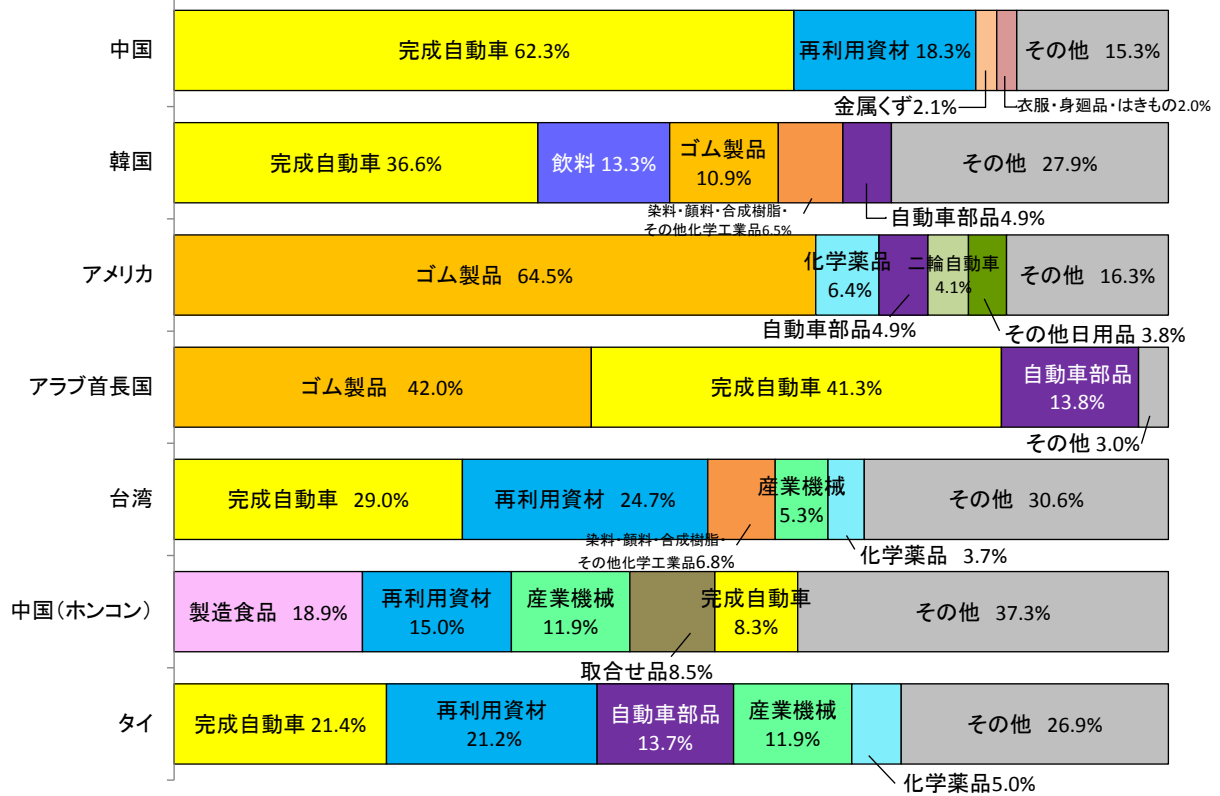 中国
完成自動車 62.3%
再利用資材 18.3%
その他 15.3%
金属くず2.1%
衣服・身廻品・はきもの2.0%
韓国
完成自動車 36.6%
飲料 13.3%
ゴム製品
10.9%
その他 27.9%
染料・顔料・合成樹脂・
その他化学工業品6.5%
自動車部品4.9%
アメリカ
ゴム製品 64.5%
化学薬品
6.4%
二輪自動車
4.1%
その他 16.3%
自動車部品4.9%
その他日用品 3.8%
アラブ首長国
ゴム製品 42.0%
完成自動車 41.3%
自動車部品
13.8%
その他 3.0%
台湾
完成自動車 29.0%
再利用資材 24.7%
産業機械
5.3%
その他 30.6%
染料・顔料・合成樹脂・
その他化学工業品6.8%
化学薬品 3.7%
中国（ホンコン）
製造食品 18.9%
再利用資材
15.0%
産業機械
11.9%
完成自動車
8.3%
その他 37.3%
取合せ品8.5%
タイ
完成自動車 21.4%
再利用資材
21.2%
自動車部品
13.7%
産業機械
11.9%
その他 26.9%
化学薬品5.0%